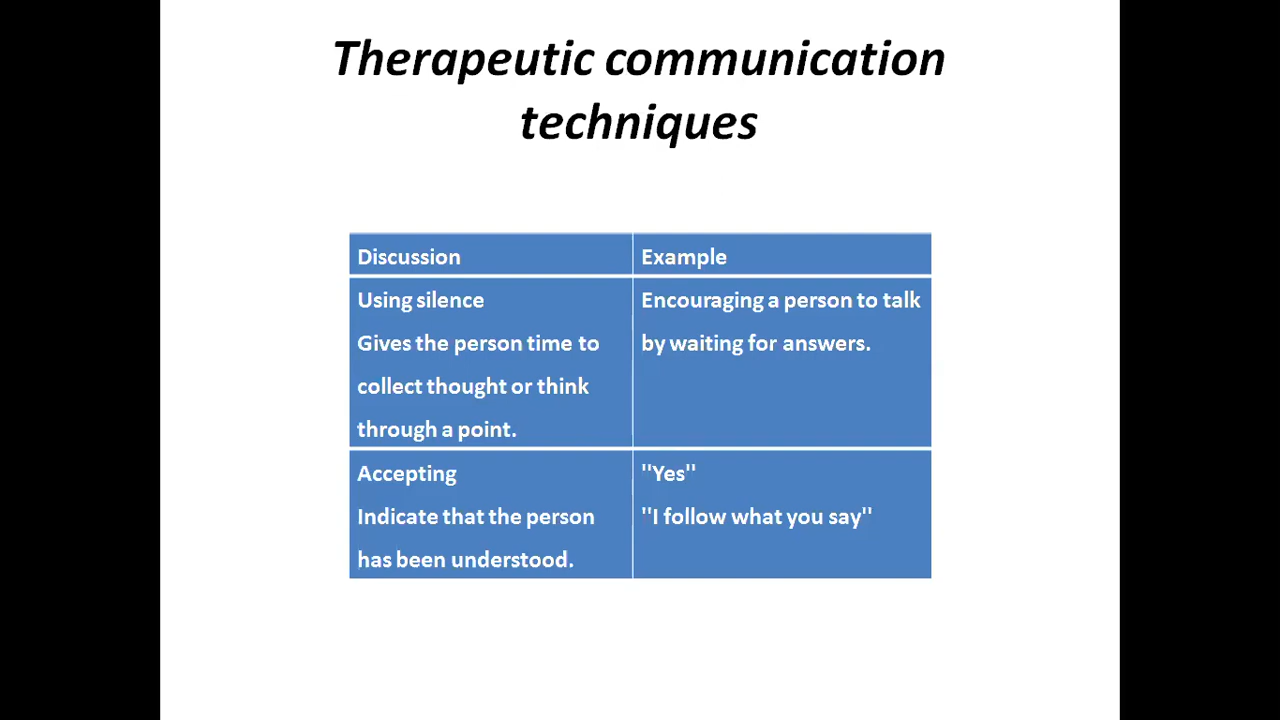 Therapeutic communication
techniques
Discussion
Example
Using silence
Gives the person time to
collect thought or think
through a point.
Encouraging a person to talk
by waiting for answers.
Accepting
Indicate that the person
has been understood.
''Yes''
''I follow what you say''